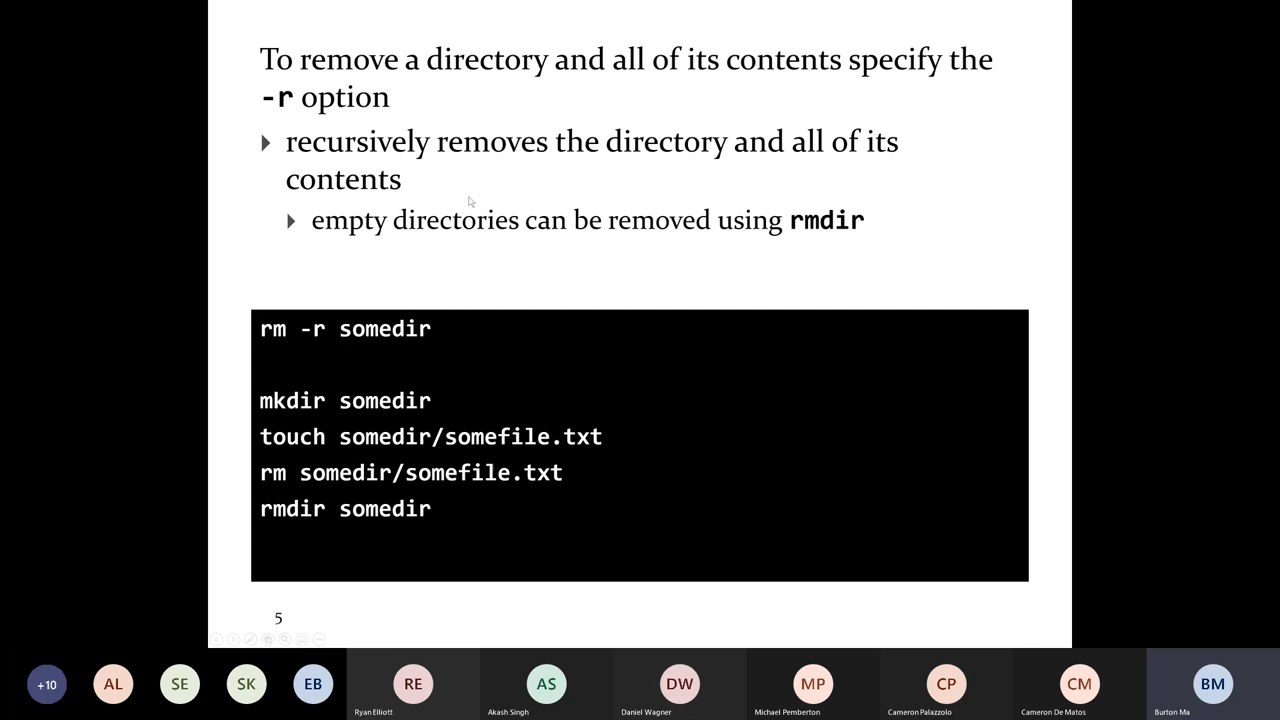 To remove a directory and all of its contents specify the
-r option
recursively removes the directory and all of its
contents
empty directories can be removed using rmdir
rm -r somedir
mkdir somedir
touch somedir/somefile.txt
rm somedir/somefile.txt
rmdir somedir
5
+10 AL SE SK EB RE AS DW MP CP CM BM
Ryan Elliott Akash Singh Daniel Wagner Michael Pemberton Cameron Palazzolo Cameron De Matos Burton Ma